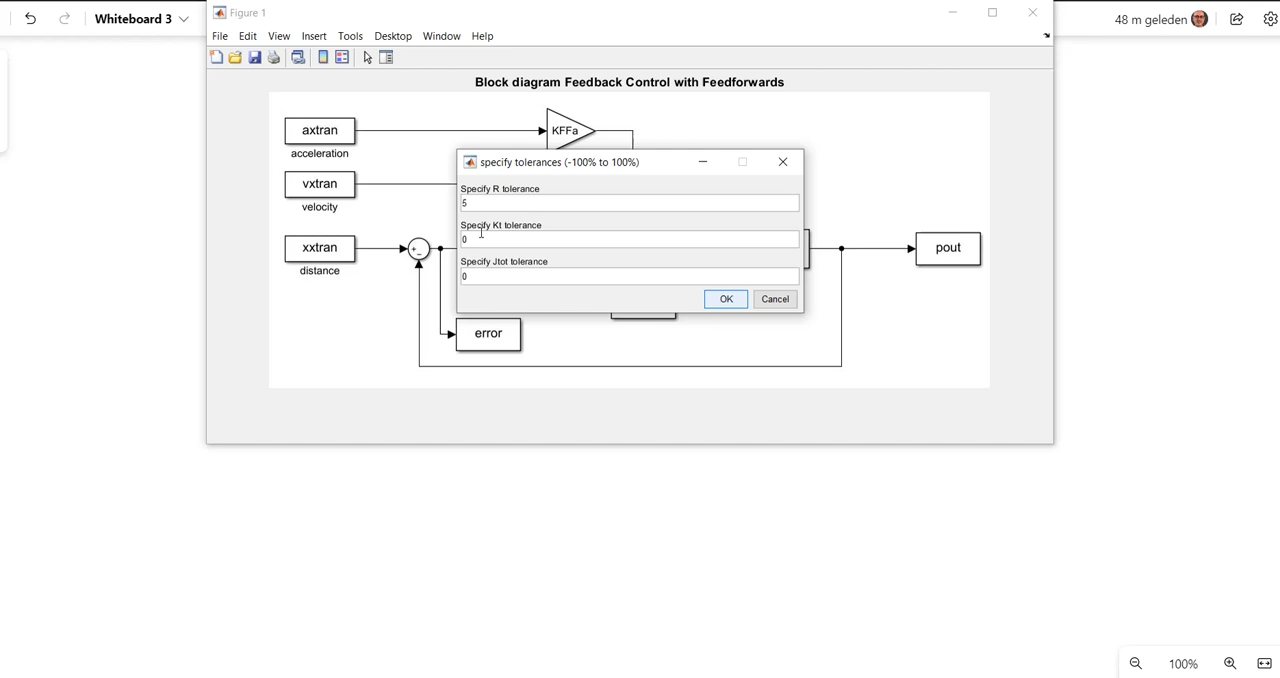 Whiteboard 3
48 m geleden
Figure 1
File Edit View Insert Tools Desktop Window Help
Block diagram Feedback Control with Feedforwards
axtran
acceleration
KFFa
vxtran
velocity
xxtran
distance
+
-
error
pout
specify tolerances (-100% to 100%)
Specify R tolerance
5
Specify Kt tolerance
0
Specify Jtot tolerance
0
OK Cancel
100%